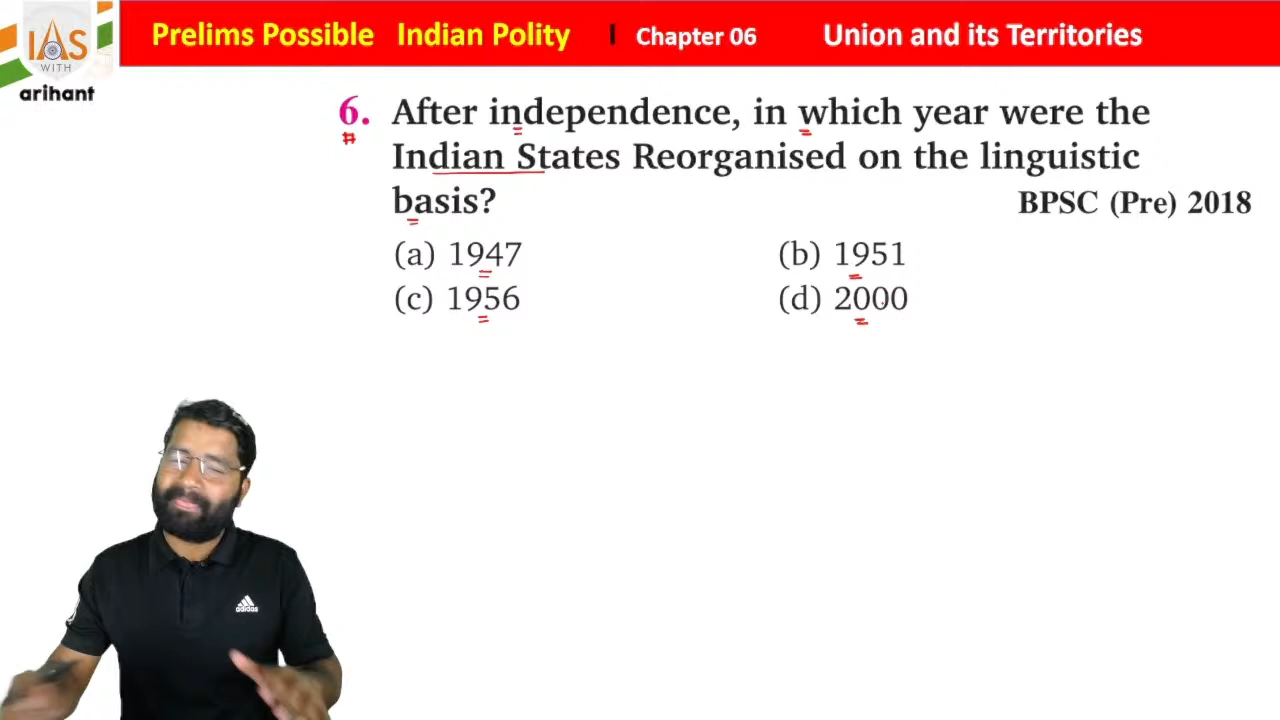 IAS
WITH
arihant
Prelims Possible Indian Polity | Chapter 06 Union and its Territories
6. After independence, in which year were the
Indian States Reorganised on the linguistic
basis? BPSC (Pre) 2018
(a) 1947 (b) 1951
(c) 1956 (d) 2000
adidas